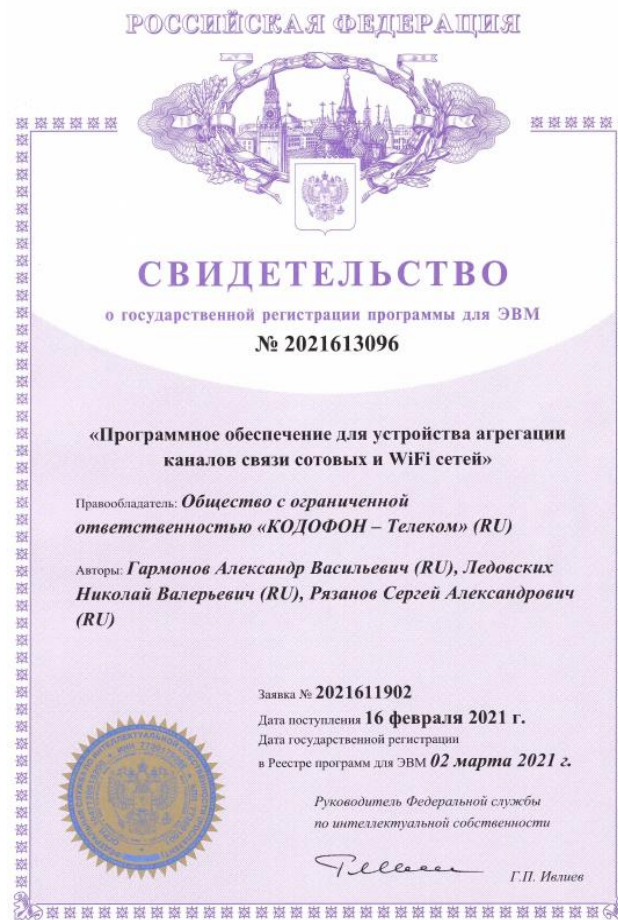 РОССИЙСКАЯ ФЕДЕРАЦИЯ
СВИДЕТЕЛЬСТВО
о государственной регистрации программы для ЭВМ
№ 2021613096
«Программное обеспечение для устройства агрегации
каналов связи сотовых и WiFi сетей»
Правообладатель: Общество с ограниченной
ответственностью «КОДОФОН – Телеком» (RU)
Авторы: Гармонов Александр Васильевич (RU), Ледовских
Николай Валерьевич (RU), Рязанов Сергей Александрович
(RU)
Заявка № 2021611902
Дата поступления 16 февраля 2021 г.
Дата государственной регистрации
в Реестре программ для ЭВМ 02 марта 2021 г.
Руководитель Федеральной службы
по интеллектуальной собственности
Г.П. Ивлиев